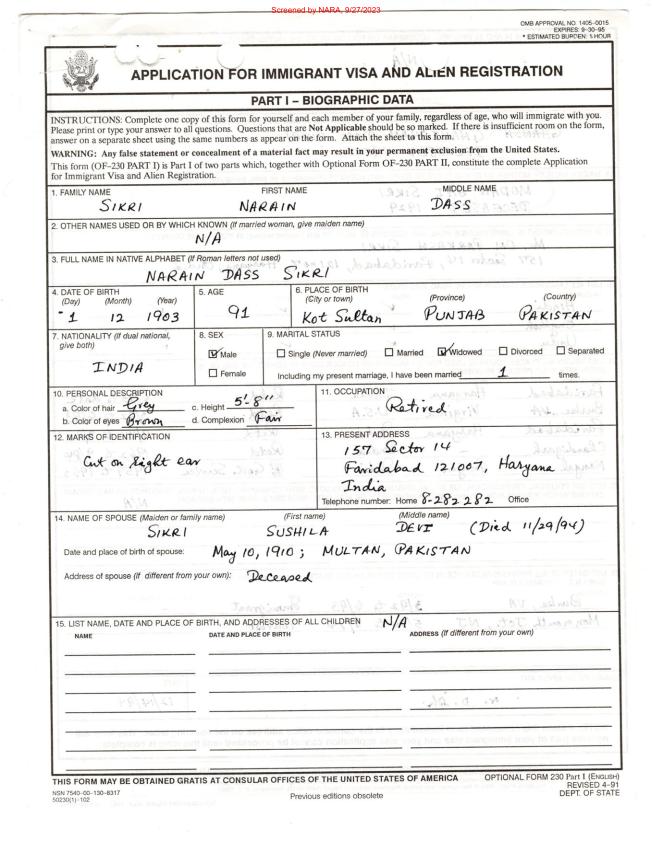 Screened by NARA, 9/27/2023
OMB APPROVAL NO. 1405-0015
EXPIRES: 9-30-95
* ESTIMATED BURDEN: 1 HOUR
APPLICATION FOR IMMIGRANT VISA AND ALIEN REGISTRATION
PART I – BIOGRAPHIC DATA
INSTRUCTIONS: Complete one copy of this form for yourself and each member of your family, regardless of age, who will immigrate with you.
Please print or type your answer to all questions. Questions that are Not Applicable should be so marked. If there is insufficient room on the form,
answer on a separate sheet using the same numbers as appear on the form. Attach the sheet to this form.
WARNING: Any false statement or concealment of a material fact may result in your permanent exclusion from the United States.
This form (OF-230 PART I) is Part I of two parts which, together with Optional Form OF-230 PART II, constitute the complete Application
for Immigrant Visa and Alien Registration.
1. FAMILY NAME FIRST NAME MIDDLE NAME
SIKRI NARAIN DASS
2. OTHER NAMES USED OR BY WHICH KNOWN (If married woman, give maiden name)
N/A
3. FULL NAME IN NATIVE ALPHABET (If Roman letters not used)
NARAIN DASS SIKRI
4. DATE OF BIRTH 5. AGE 6. PLACE OF BIRTH
(Day) (Month) (Year) (City or town) (Province) (Country)
1 12 1903 91 Kot Sultan PUNJAB PAKISTAN
7. NATIONALITY (If dual national, give both) 8. SEX 9. MARITAL STATUS
INDIA Male Single (Never married) Married Widowed Divorced Separated
Female Including my present marriage, I have been married 1 times.
10. PERSONAL DESCRIPTION 11. OCCUPATION
a. Color of hair Grey c. Height 5'-8" Retired
b. Color of eyes Brown d. Complexion Fair
12. MARKS OF IDENTIFICATION 13. PRESENT ADDRESS
Cut on Right ear 157 Sector 14
Faridabad 121007, Haryana
India
Telephone number: Home 8-282282 Office
14. NAME OF SPOUSE (Maiden or family name) (First name) (Middle name)
SIKRI SUSHILA DEVI (Died 11/29/94)
Date and place of birth of spouse: May 10, 1910; MULTAN, PAKISTAN
Address of spouse (If different from your own): Deceased
15. LIST NAME, DATE AND PLACE OF BIRTH, AND ADDRESSES OF ALL CHILDREN N/A
NAME DATE AND PLACE OF BIRTH ADDRESS (If different from your own)
THIS FORM MAY BE OBTAINED GRATIS AT CONSULAR OFFICES OF THE UNITED STATES OF AMERICA
OPTIONAL FORM 230 Part I (ENGLISH)
REVISED 4-91
DEPT. OF STATE
NSN 7540-00-130-8317
50230(1)-102
Previous editions obsolete